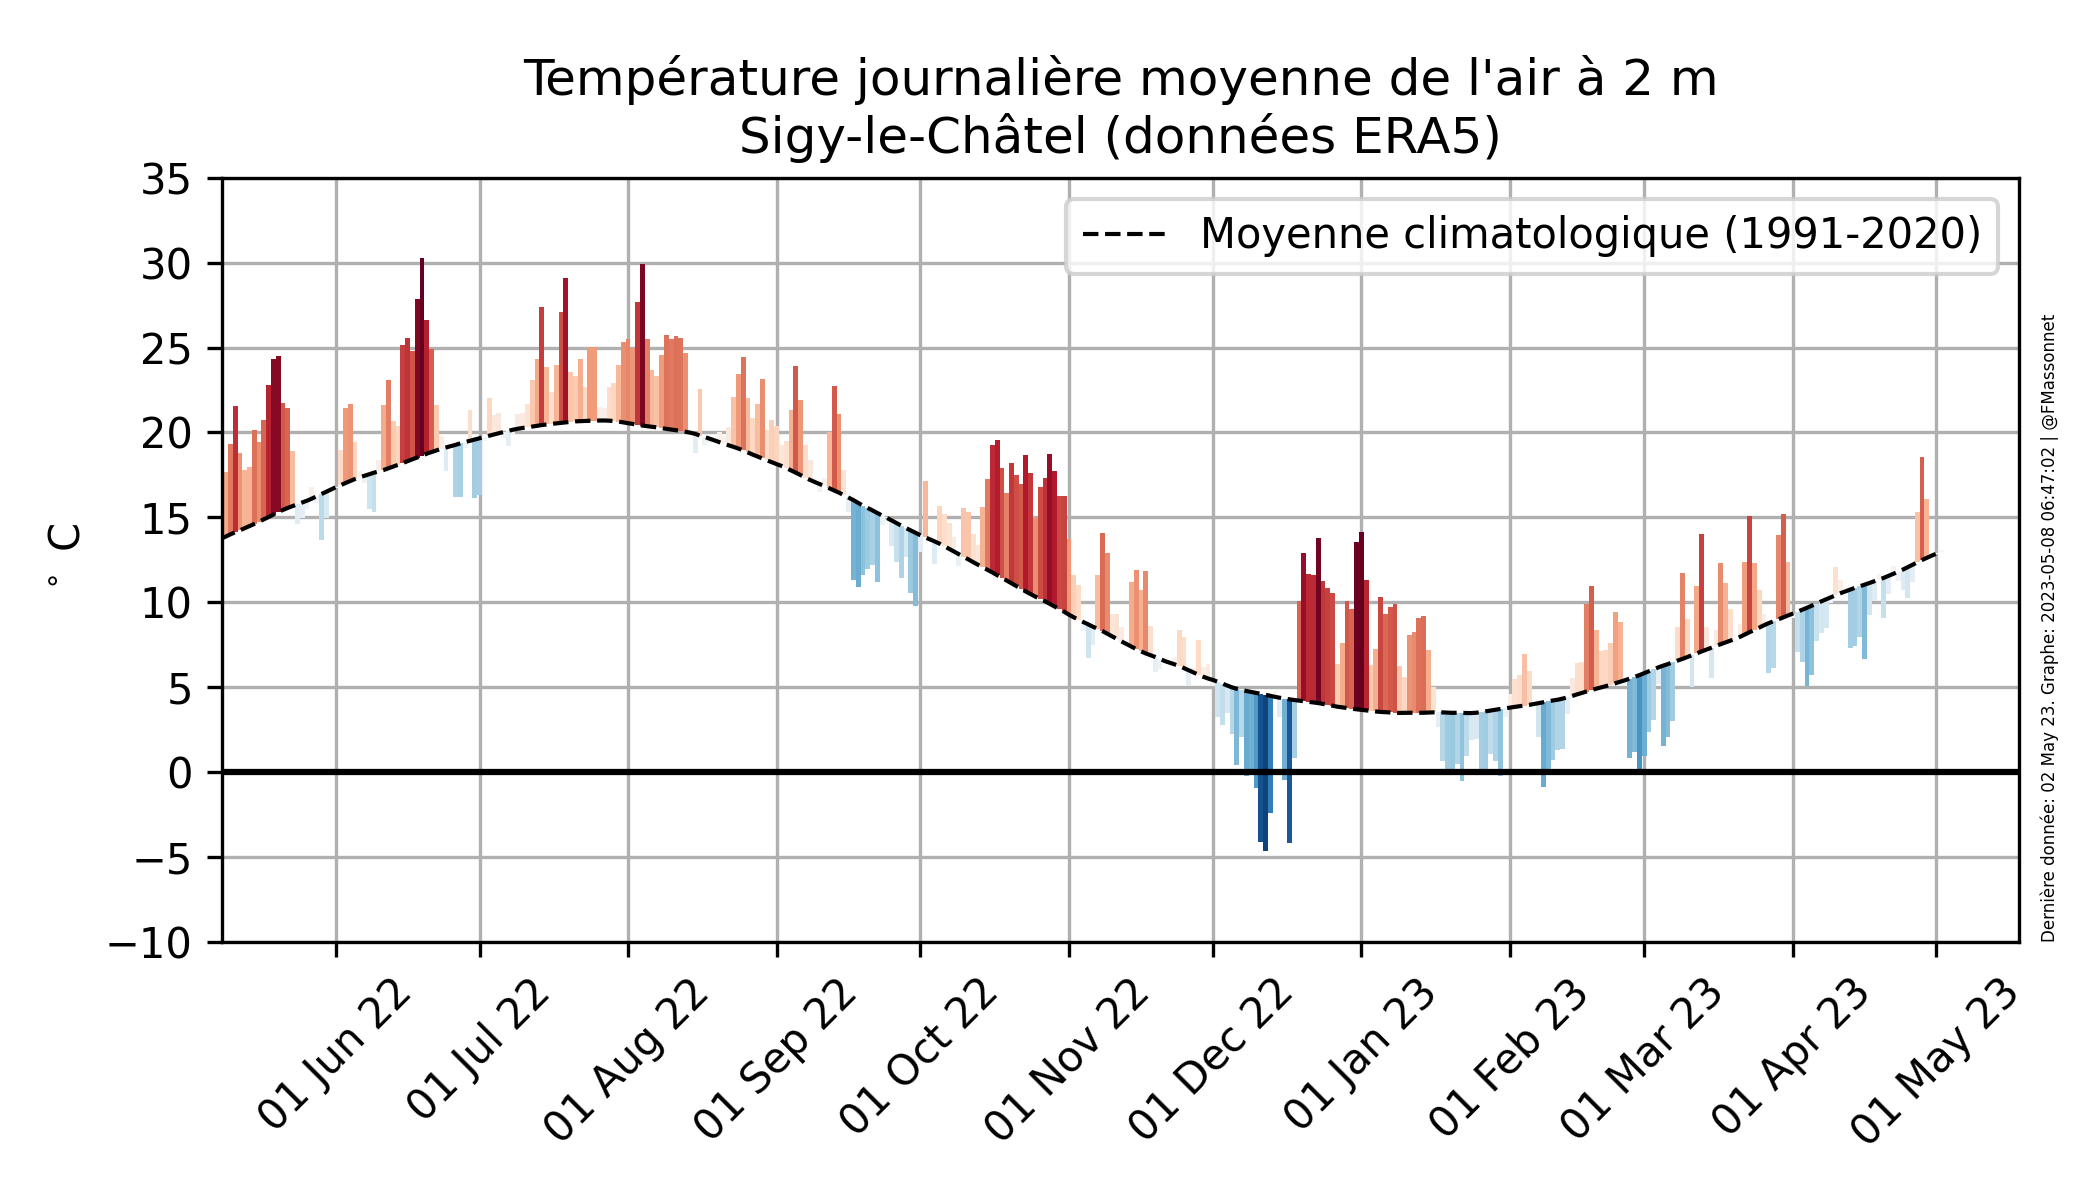 Température journalière moyenne de l'air à 2 m
Sigy-le-Châtel (données ERA5)
Moyenne climatologique (1991-2020)
35
30
25
20
15
10
5
0
−5
−10
° C
01 Jun 22
01 Jul 22
01 Aug 22
01 Sep 22
01 Oct 22
01 Nov 22
01 Dec 22
01 Jan 23
01 Feb 23
01 Mar 23
01 Apr 23
01 May 23
Dernière donnée: 02 May 23. Graphe: 2023-05-08 06:47:02 | @FMassonnet